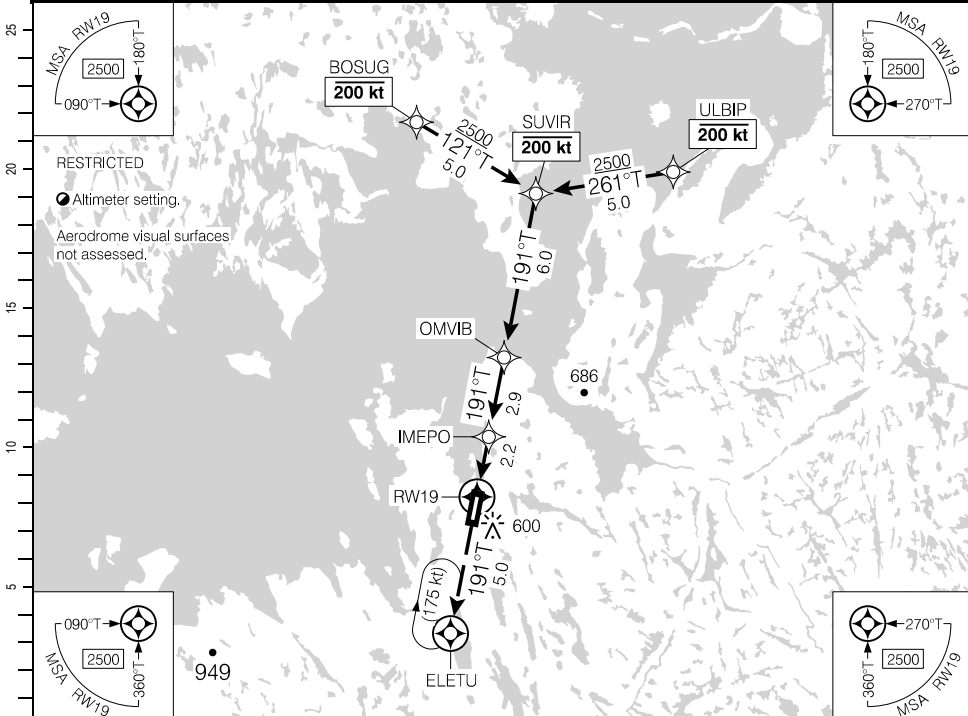 25
20
15
10
5
MSA RW19
2500
180°T
090°T
MSA RW19
2500
180°T
270°T
BOSUG
200 kt
2500
121°T
5.0
SUVIR
200 kt
ULBIP
200 kt
2500
261°T
5.0
RESTRICTED
Altimeter setting.
Aerodrome visual surfaces
not assessed.
191°T
6.0
OMVIB
686
191°T
2.9
IMEPO
2.2
RW19
600
191°T
5.0
(175 kt)
ELETU
949
090°T
2500
360°T
MSA RW19
270°T
2500
360°T
MSA RW19